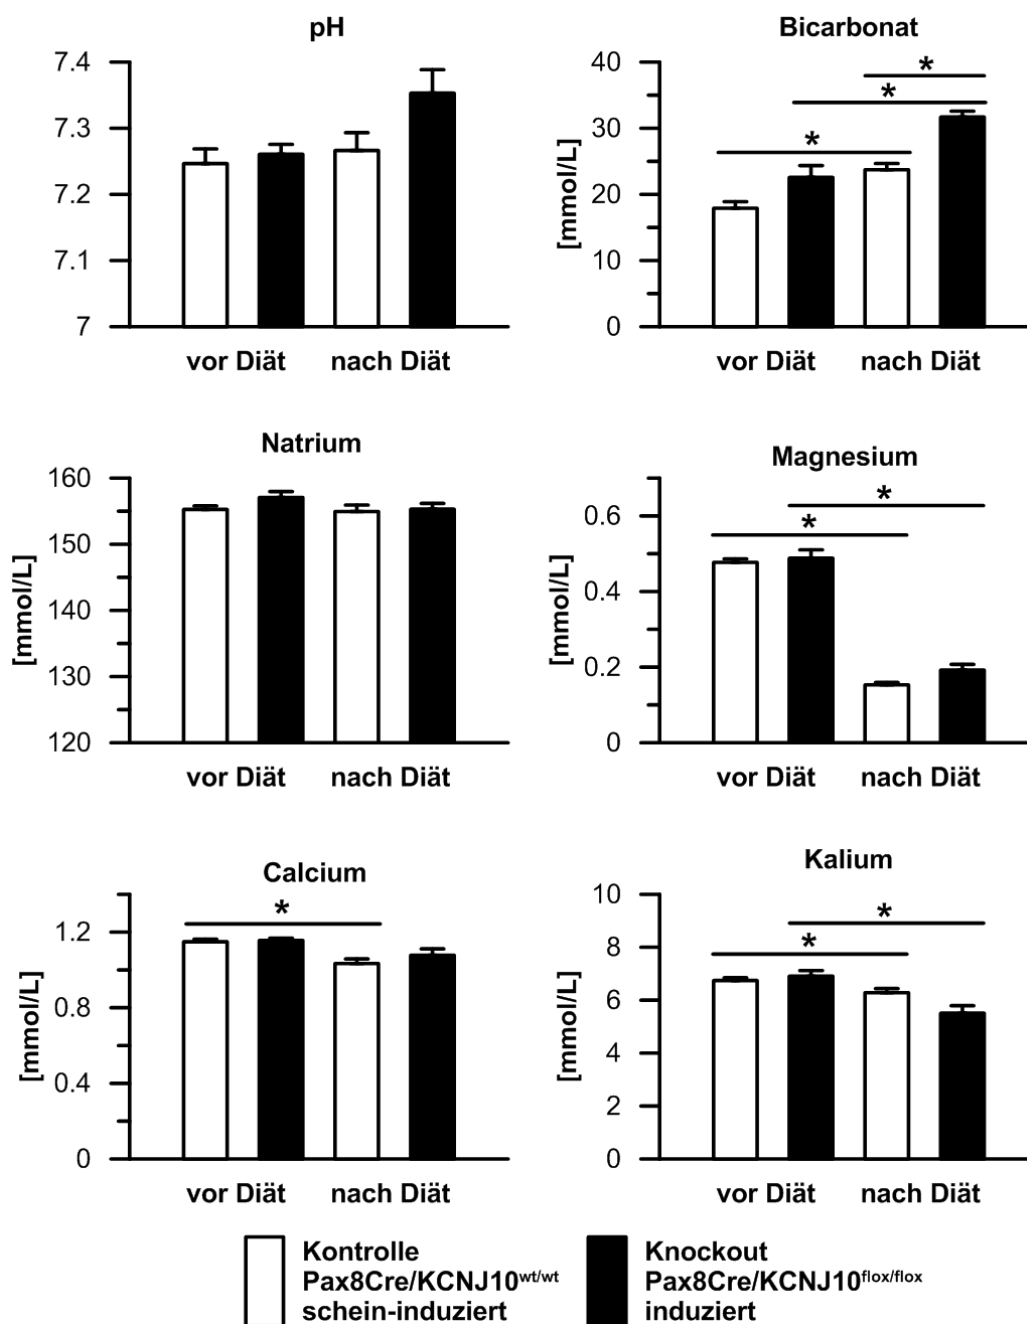 pH
7.4
7.3
7.2
7.1
7
vor Diät nach Diät
Bicarbonat
[mmol/L]
40
30
20
10
0
*
*
*
vor Diät nach Diät
Natrium
[mmol/L]
160
150
140
130
120
vor Diät nach Diät
Magnesium
[mmol/L]
0.6
0.4
0.2
0
*
*
vor Diät nach Diät
Calcium
[mmol/L]
1.2
0.8
0.4
0
*
vor Diät nach Diät
Kalium
[mmol/L]
10
8
6
4
2
0
*
*
vor Diät nach Diät
Kontrolle
Pax8Cre/KCNJ10wt/wt
schein-induziert
Knockout
Pax8Cre/KCNJ10flox/flox
induziert